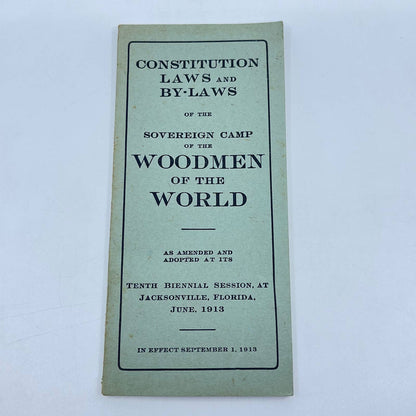 CONSTITUTION
LAWS AND
BY-LAWS
OF THE
SOVEREIGN CAMP
OF THE
WOODMEN
OF THE
WORLD
AS AMENDED AND
ADOPTED AT ITS
TENTH BIENNIAL SESSION, AT
JACKSONVILLE, FLORIDA,
JUNE, 1913
IN EFFECT SEPTEMBER 1, 1913